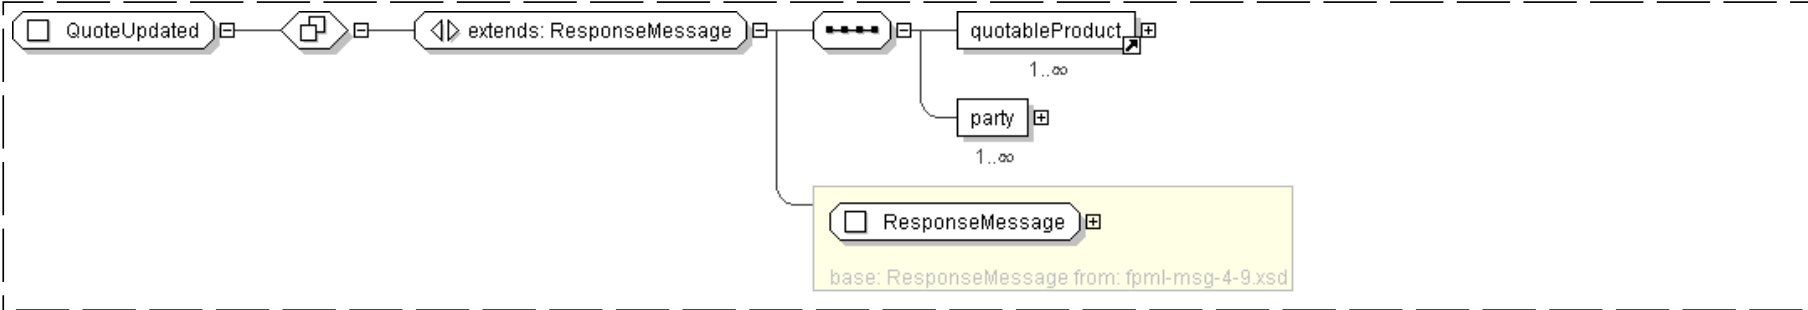 QuoteUpdated
extends: ResponseMessage
quotableProduct
1..∞
party
1..∞
ResponseMessage
base: ResponseMessage from: fpml-msg-4-9.xsd